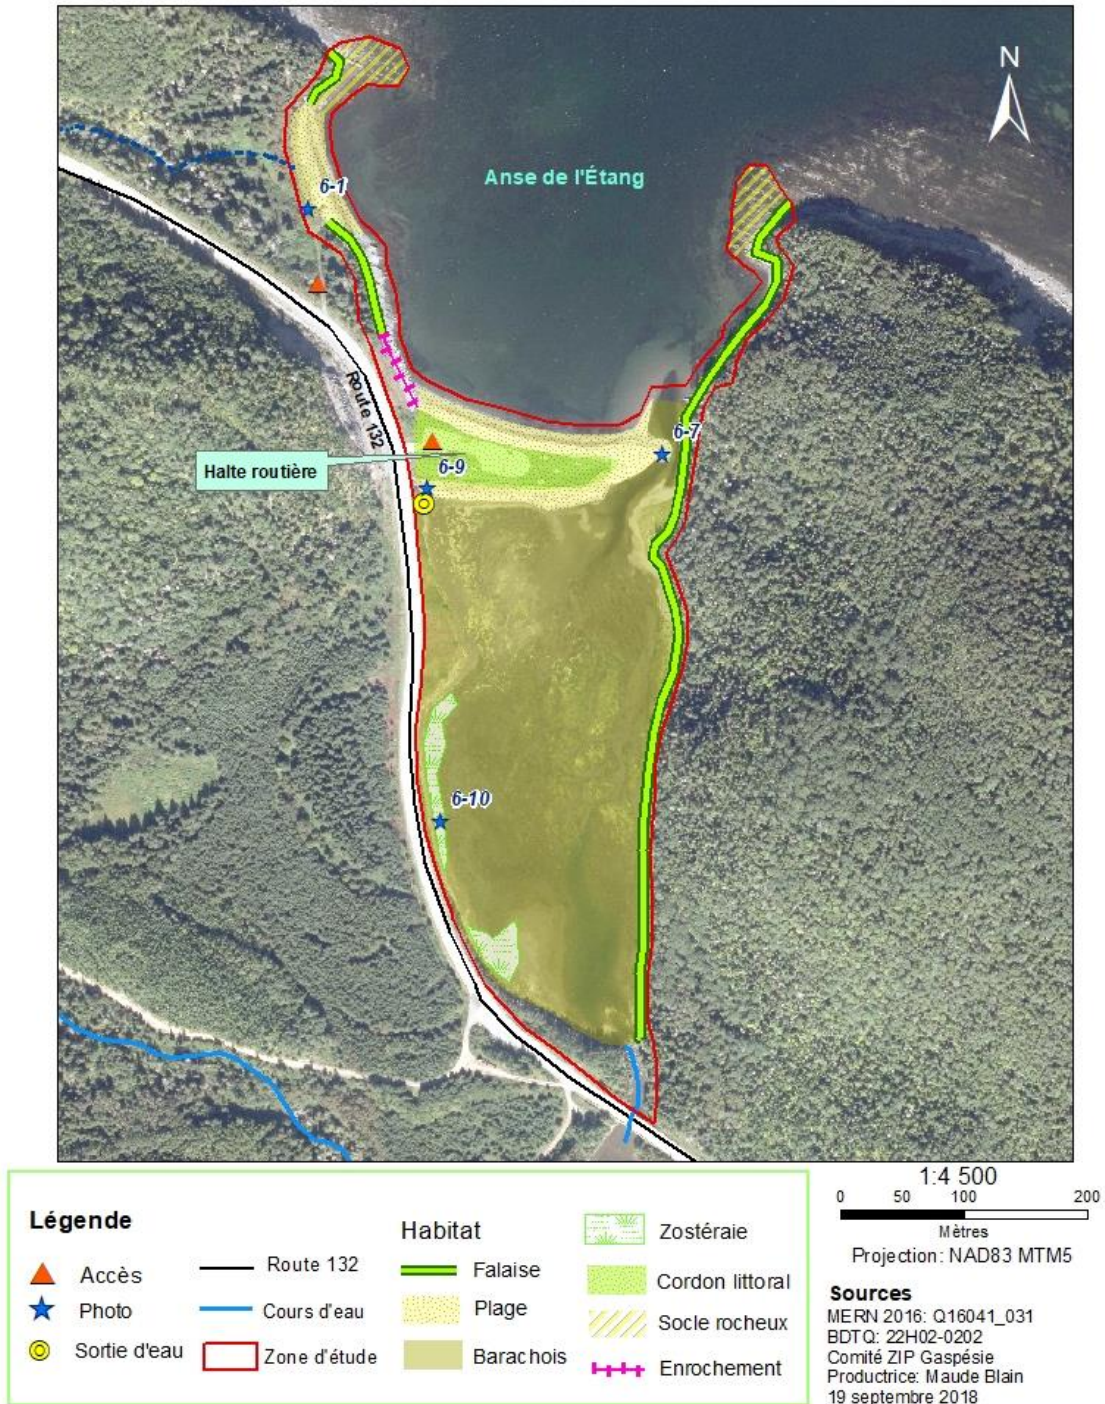 N
Anse de l'Étang
6-1
Route 132
6-7
Halte routière
6-9
6-10
Légende
Accès
Photo
Sortie d'eau
Route 132
Cours d'eau
Zone d'étude
Habitat
Falaise
Plage
Barachois
Zostéraie
Cordon littoral
Socle rocheux
Enrochement
1:4 500
0 50 100 200
Mètres
Projection: NAD83 MTM5
Sources
MERN 2016: Q16041_031
BDTQ: 22H02-0202
Comité ZIP Gaspésie
Productrice: Maude Blain
19 septembre 2018